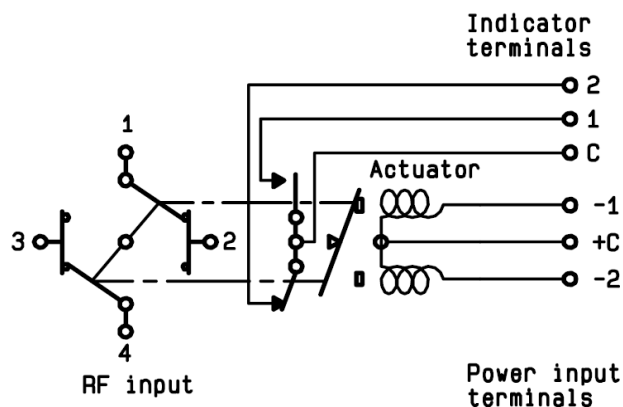 Indicator
terminals
2
1
C
1
Actuator
-1
3
2
+C
-2
4
RF input
Power input
terminals